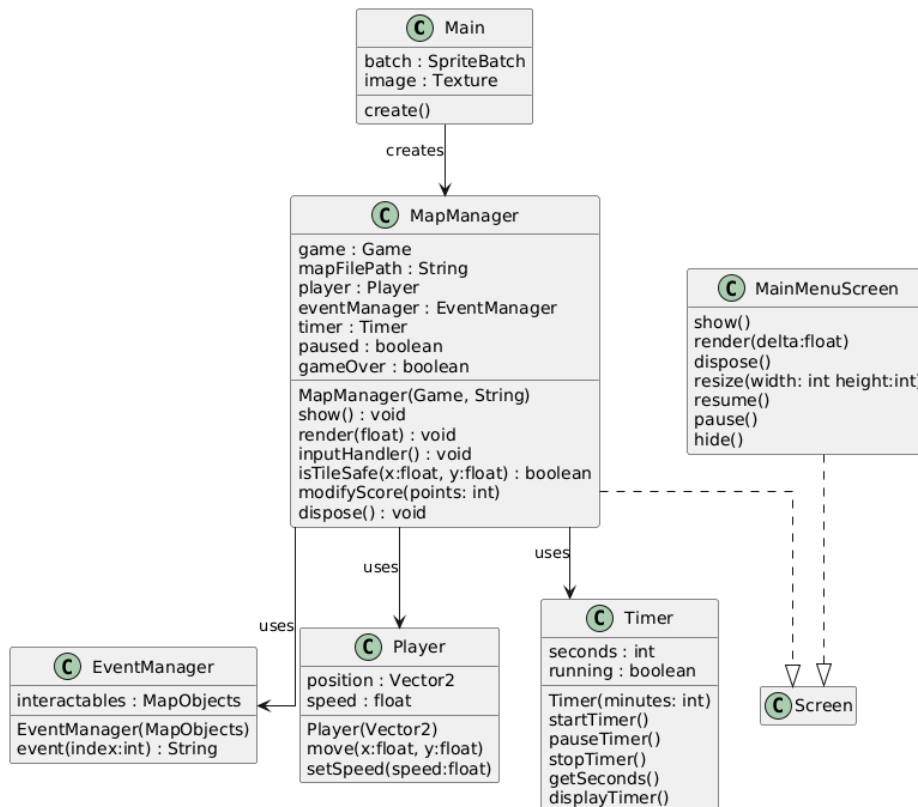 C Main
batch : SpriteBatch
image : Texture
create()
creates
C MapManager
game : Game
mapFilePath : String
player : Player
eventManager : EventManager
timer : Timer
paused : boolean
gameOver : boolean
MapManager(Game, String)
show() : void
render(float) : void
inputHandler() : void
isTileSafe(x:float, y:float) : boolean
modifyScore(points: int)
dispose() : void
C MainMenuScreen
show()
render(delta:float)
dispose()
resize(width: int height:int)
resume()
pause()
hide()
uses
uses
uses
C EventManager
interactables : MapObjects
EventManager(MapObjects)
event(index:int) : String
C Player
position : Vector2
speed : float
Player(Vector2)
move(x:float, y:float)
setSpeed(speed:float)
C Timer
seconds : int
running : boolean
Timer(minutes: int)
startTimer()
pauseTimer()
stopTimer()
getSeconds()
displayTimer()
C Screen